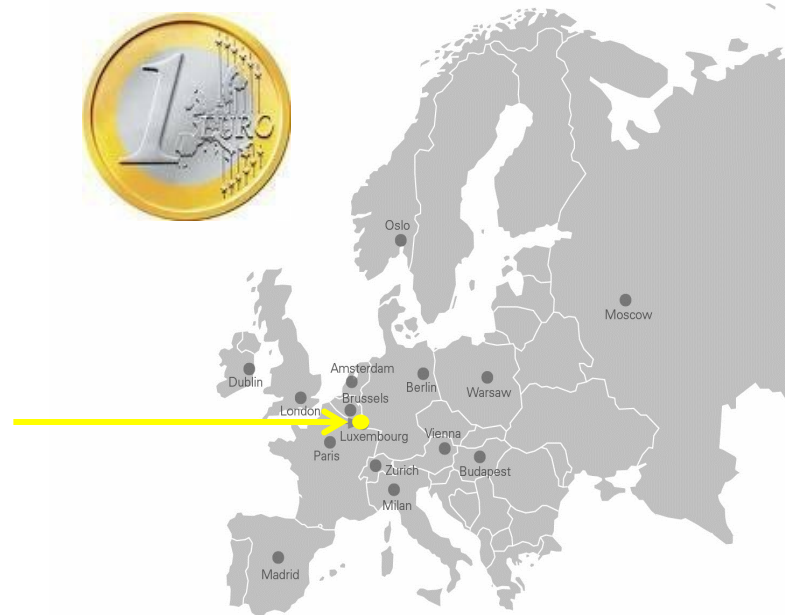 1
EURO
Oslo
Moscow
Amsterdam
Dublin
Berlin
Warsaw
Brussels
London
Luxembourg
Vienna
Paris
Zurich
Budapest
Milan
Madrid